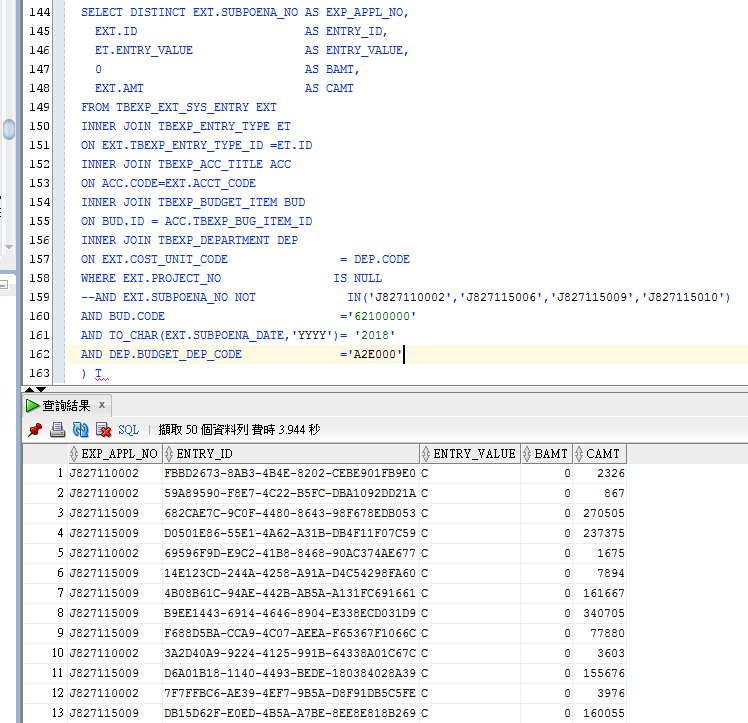 144 SELECT DISTINCT EXT.SUBPOENA_NO AS EXP_APPL_NO,
145 EXT.ID AS ENTRY_ID,
146 ET.ENTRY_VALUE AS ENTRY_VALUE,
147 0 AS BAMT,
148 EXT.AMT AS CAMT
149 FROM TBEXP_EXT_SYS_ENTRY EXT
150 INNER JOIN TBEXP_ENTRY_TYPE ET
151 ON EXT.TBEXP_ENTRY_TYPE_ID =ET.ID
152 INNER JOIN TBEXP_ACC_TITLE ACC
153 ON ACC.CODE=EXT.ACCT_CODE
154 INNER JOIN TBEXP_BUDGET_ITEM BUD
155 ON BUD.ID = ACC.TBEXP_BUG_ITEM_ID
156 INNER JOIN TBEXP_DEPARTMENT DEP
157 ON EXT.COST_UNIT_CODE = DEP.CODE
158 WHERE EXT.PROJECT_NO IS NULL
159 --AND EXT.SUBPOENA_NO NOT IN('J827110002','J827115006','J827115009','J827115010')
160 AND BUD.CODE ='62100000'
161 AND TO_CHAR(EXT.SUBPOENA_DATE,'YYYY')= '2018'
162 AND DEP.BUDGET_DEP_CODE ='A2E000'
163 ) T
查詢結果 x
SQL | 擷取 50 個資料列 費時 3.944 秒
EXP_APPL_NO ENTRY_ID ENTRY_VALUE BAMT CAMT
1 J827110002 FBBD2673-8AB3-4B4E-8202-CEBE901FB9E0 C 0 2326
2 J827110002 59A89590-F8E7-4C22-B5FC-DBA1092DD21A C 0 867
3 J827115009 682CAE7C-9C0F-4480-8643-98F678EDB053 C 0 270505
4 J827115009 D0501E86-55E1-4A62-A31B-DB4F11F07C59 C 0 237375
5 J827110002 69596F9D-E9C2-41B8-8468-90AC374AE677 C 0 1675
6 J827115009 14E123CD-244A-4258-A91A-D4C54298FA60 C 0 7894
7 J827115009 4B08B61C-94AE-442B-AB5A-A131FC691661 C 0 161667
8 J827115009 B9EE1443-6914-4646-8904-E338ECD031D9 C 0 340705
9 J827115009 F688D5BA-CCA9-4C07-AEEA-F65367F1066C C 0 77880
10 J827110002 3A2D40A9-9224-4125-991B-64338A01C67C C 0 3603
11 J827115009 D6A01B18-1140-4493-BEDE-180384028A39 C 0 155676
12 J827110002 7F7FFBC6-AE39-4EF7-9B5A-D8F91DB5C5FE C 0 3976
13 J827115009 DB15D62F-E0ED-4B5A-A7BE-8EE8E818B269 C 0 160055